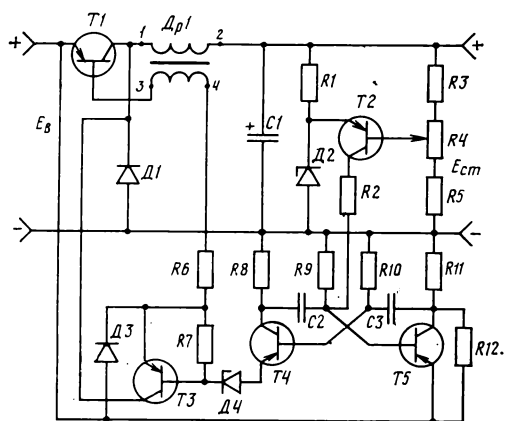 T1 1 Др1 2
+ +
3 4
R1 R3
T2
Eв + C1 R4
Д1 Д2 Eст
R2 R5
- -
R6 R8 R9 R10 R11
Д3 C2 C3
R7 R12.
T3 Д4 T4 T5